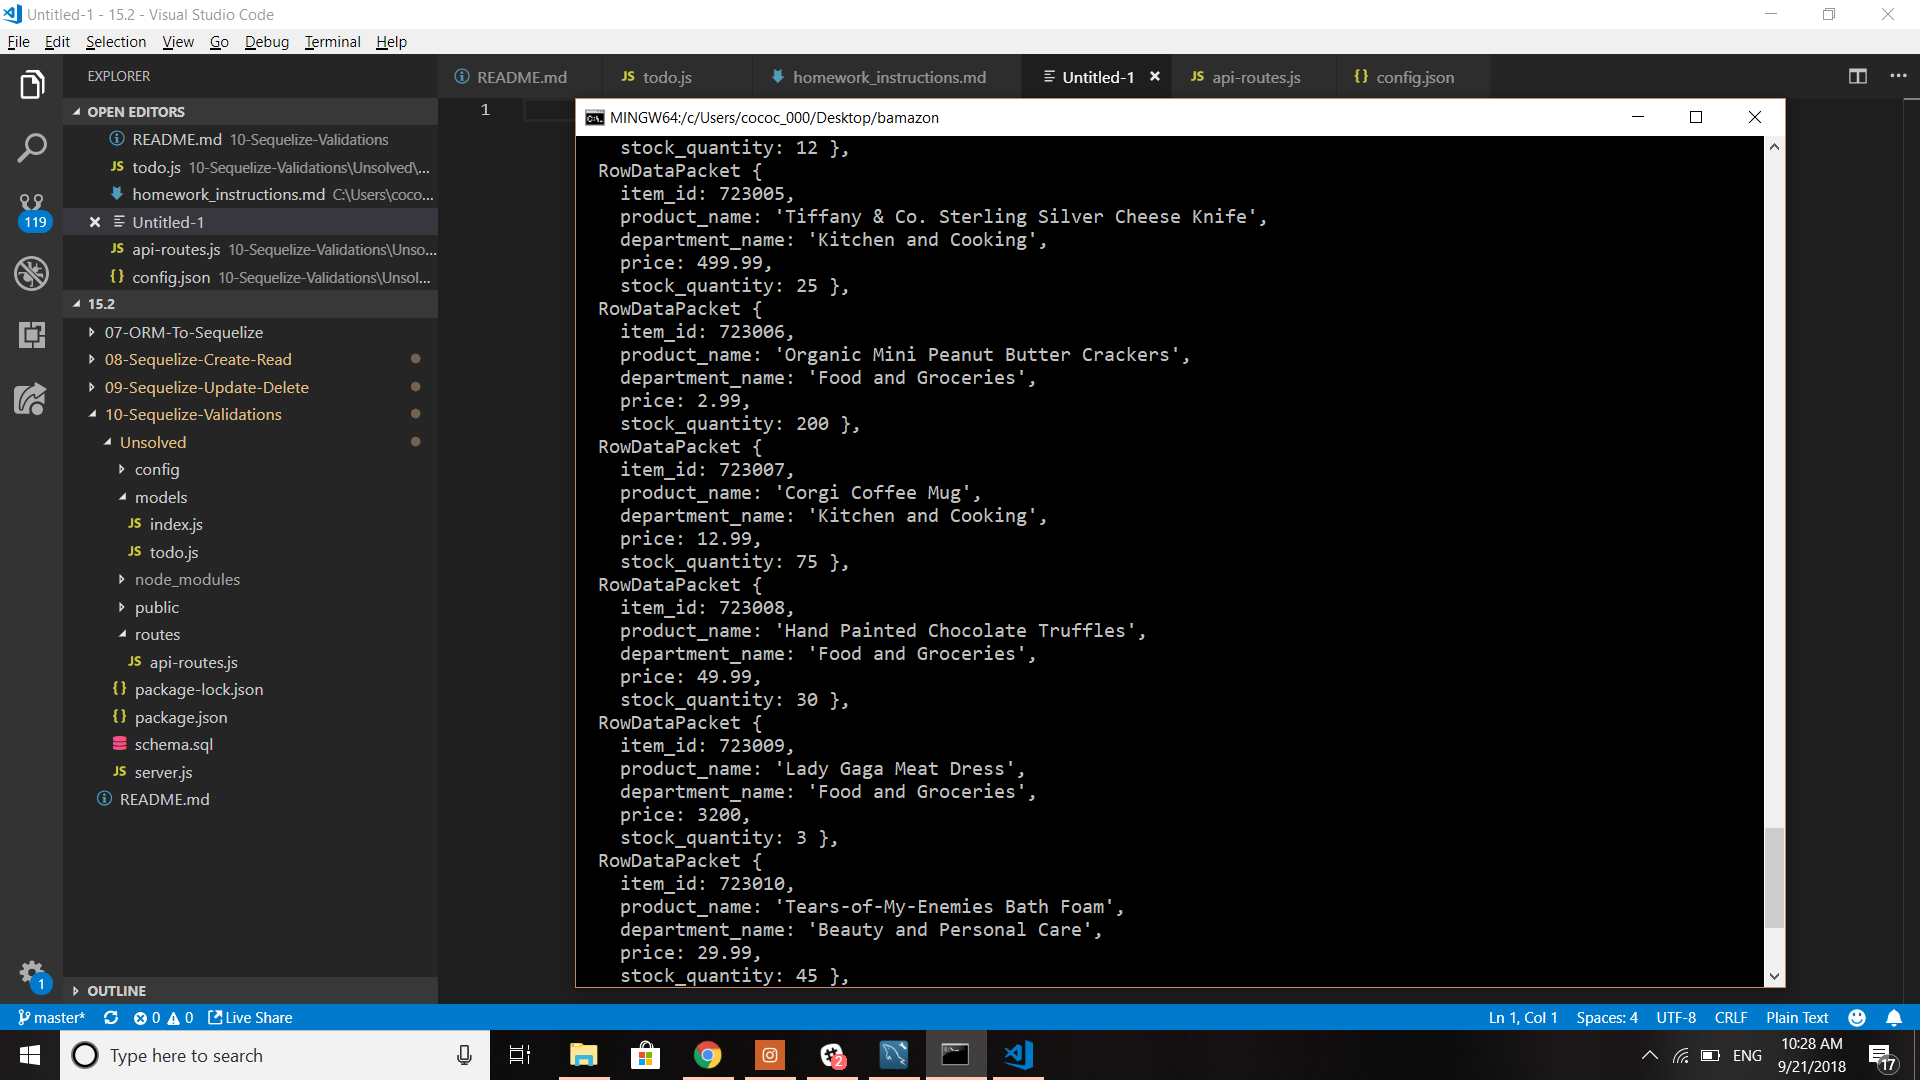 Untitled-1 - 15.2 - Visual Studio Code
File Edit Selection View Go Debug Terminal Help
EXPLORER
OPEN EDITORS
README.md 10-Sequelize-Validations
JS todo.js 10-Sequelize-Validations\Unsolved\...
homework_instructions.md C:\Users\coco...
Untitled-1
JS api-routes.js 10-Sequelize-Validations\Unso...
{} config.json 10-Sequelize-Validations\Unsol...
15.2
07-ORM-To-Sequelize
08-Sequelize-Create-Read
09-Sequelize-Update-Delete
10-Sequelize-Validations
Unsolved
config
models
JS index.js
JS todo.js
node_modules
public
routes
JS api-routes.js
{} package-lock.json
{} package.json
schema.sql
JS server.js
README.md
OUTLINE
119
1
README.md JS todo.js homework_instructions.md Untitled-1 JS api-routes.js {} config.json
1
MINGW64:/c/Users/cococ_000/Desktop/bamazon
stock_quantity: 12 },
RowDataPacket {
item_id: 723005,
product_name: 'Tiffany & Co. Sterling Silver Cheese Knife',
department_name: 'Kitchen and Cooking',
price: 499.99,
stock_quantity: 25 },
RowDataPacket {
item_id: 723006,
product_name: 'Organic Mini Peanut Butter Crackers',
department_name: 'Food and Groceries',
price: 2.99,
stock_quantity: 200 },
RowDataPacket {
item_id: 723007,
product_name: 'Corgi Coffee Mug',
department_name: 'Kitchen and Cooking',
price: 12.99,
stock_quantity: 75 },
RowDataPacket {
item_id: 723008,
product_name: 'Hand Painted Chocolate Truffles',
department_name: 'Food and Groceries',
price: 49.99,
stock_quantity: 30 },
RowDataPacket {
item_id: 723009,
product_name: 'Lady Gaga Meat Dress',
department_name: 'Food and Groceries',
price: 3200,
stock_quantity: 3 },
RowDataPacket {
item_id: 723010,
product_name: 'Tears-of-My-Enemies Bath Foam',
department_name: 'Beauty and Personal Care',
price: 29.99,
stock_quantity: 45 },
master* 0 0 Live Share Ln 1, Col 1 Spaces: 4 UTF-8 CRLF Plain Text
Type here to search
2
ENG
10:28 AM
9/21/2018
17